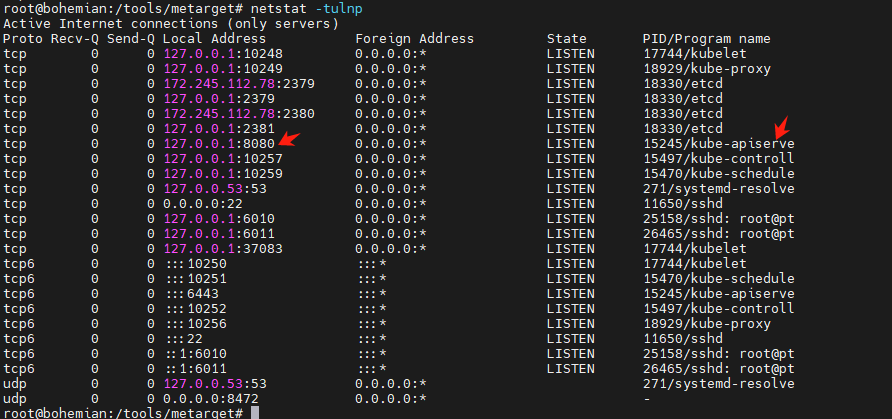 root@bohemian:/tools/metarget# netstat -tulnp
Active Internet connections (only servers)
Proto Recv-Q Send-Q Local Address           Foreign Address         State       PID/Program name
tcp        0      0 127.0.0.1:10248         0.0.0.0:*               LISTEN      17744/kubelet
tcp        0      0 127.0.0.1:10249         0.0.0.0:*               LISTEN      18929/kube-proxy
tcp        0      0 172.245.112.78:2379     0.0.0.0:*               LISTEN      18330/etcd
tcp        0      0 127.0.0.1:2379          0.0.0.0:*               LISTEN      18330/etcd
tcp        0      0 172.245.112.78:2380     0.0.0.0:*               LISTEN      18330/etcd
tcp        0      0 127.0.0.1:2381          0.0.0.0:*               LISTEN      18330/etcd
tcp        0      0 127.0.0.1:8080          0.0.0.0:*               LISTEN      15245/kube-apiserve
tcp        0      0 127.0.0.1:10257         0.0.0.0:*               LISTEN      15497/kube-controll
tcp        0      0 127.0.0.1:10259         0.0.0.0:*               LISTEN      15470/kube-schedule
tcp        0      0 127.0.0.53:53           0.0.0.0:*               LISTEN      271/systemd-resolve
tcp        0      0 0.0.0.0:22              0.0.0.0:*               LISTEN      11650/sshd
tcp        0      0 127.0.0.1:6010          0.0.0.0:*               LISTEN      25158/sshd: root@pt
tcp        0      0 127.0.0.1:6011          0.0.0.0:*               LISTEN      26465/sshd: root@pt
tcp        0      0 127.0.0.1:37083         0.0.0.0:*               LISTEN      17744/kubelet
tcp6       0      0 :::10250                :::*                    LISTEN      17744/kubelet
tcp6       0      0 :::10251                :::*                    LISTEN      15470/kube-schedule
tcp6       0      0 :::6443                 :::*                    LISTEN      15245/kube-apiserve
tcp6       0      0 :::10252                :::*                    LISTEN      15497/kube-controll
tcp6       0      0 :::10256                :::*                    LISTEN      18929/kube-proxy
tcp6       0      0 :::22                   :::*                    LISTEN      11650/sshd
tcp6       0      0 ::1:6010                :::*                    LISTEN      25158/sshd: root@pt
tcp6       0      0 ::1:6011                :::*                    LISTEN      26465/sshd: root@pt
udp        0      0 127.0.0.53:53           0.0.0.0:*                           271/systemd-resolve
udp        0      0 0.0.0.0:8472            0.0.0.0:*                           -
root@bohemian:/tools/metarget#